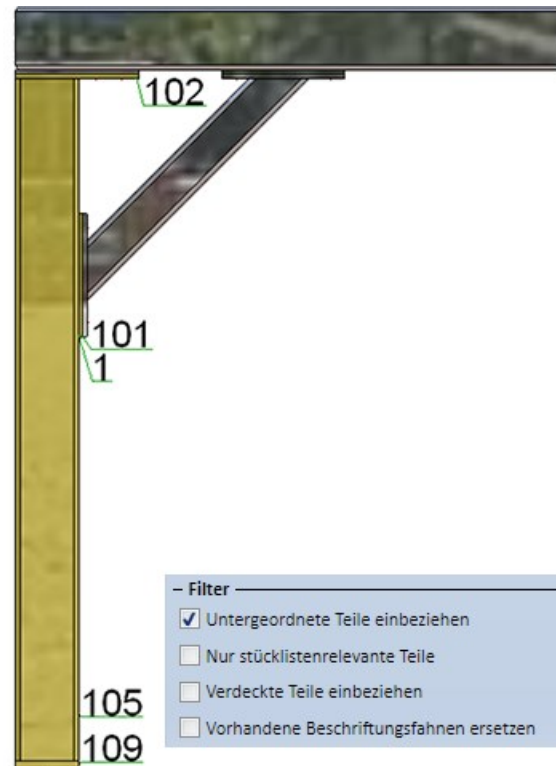 102
101
1
Filter
Untergeordnete Teile einbeziehen
Nur stücklistenrelevante Teile
Verdeckte Teile einbeziehen
Vorhandene Beschriftungsfahnen ersetzen
105
109